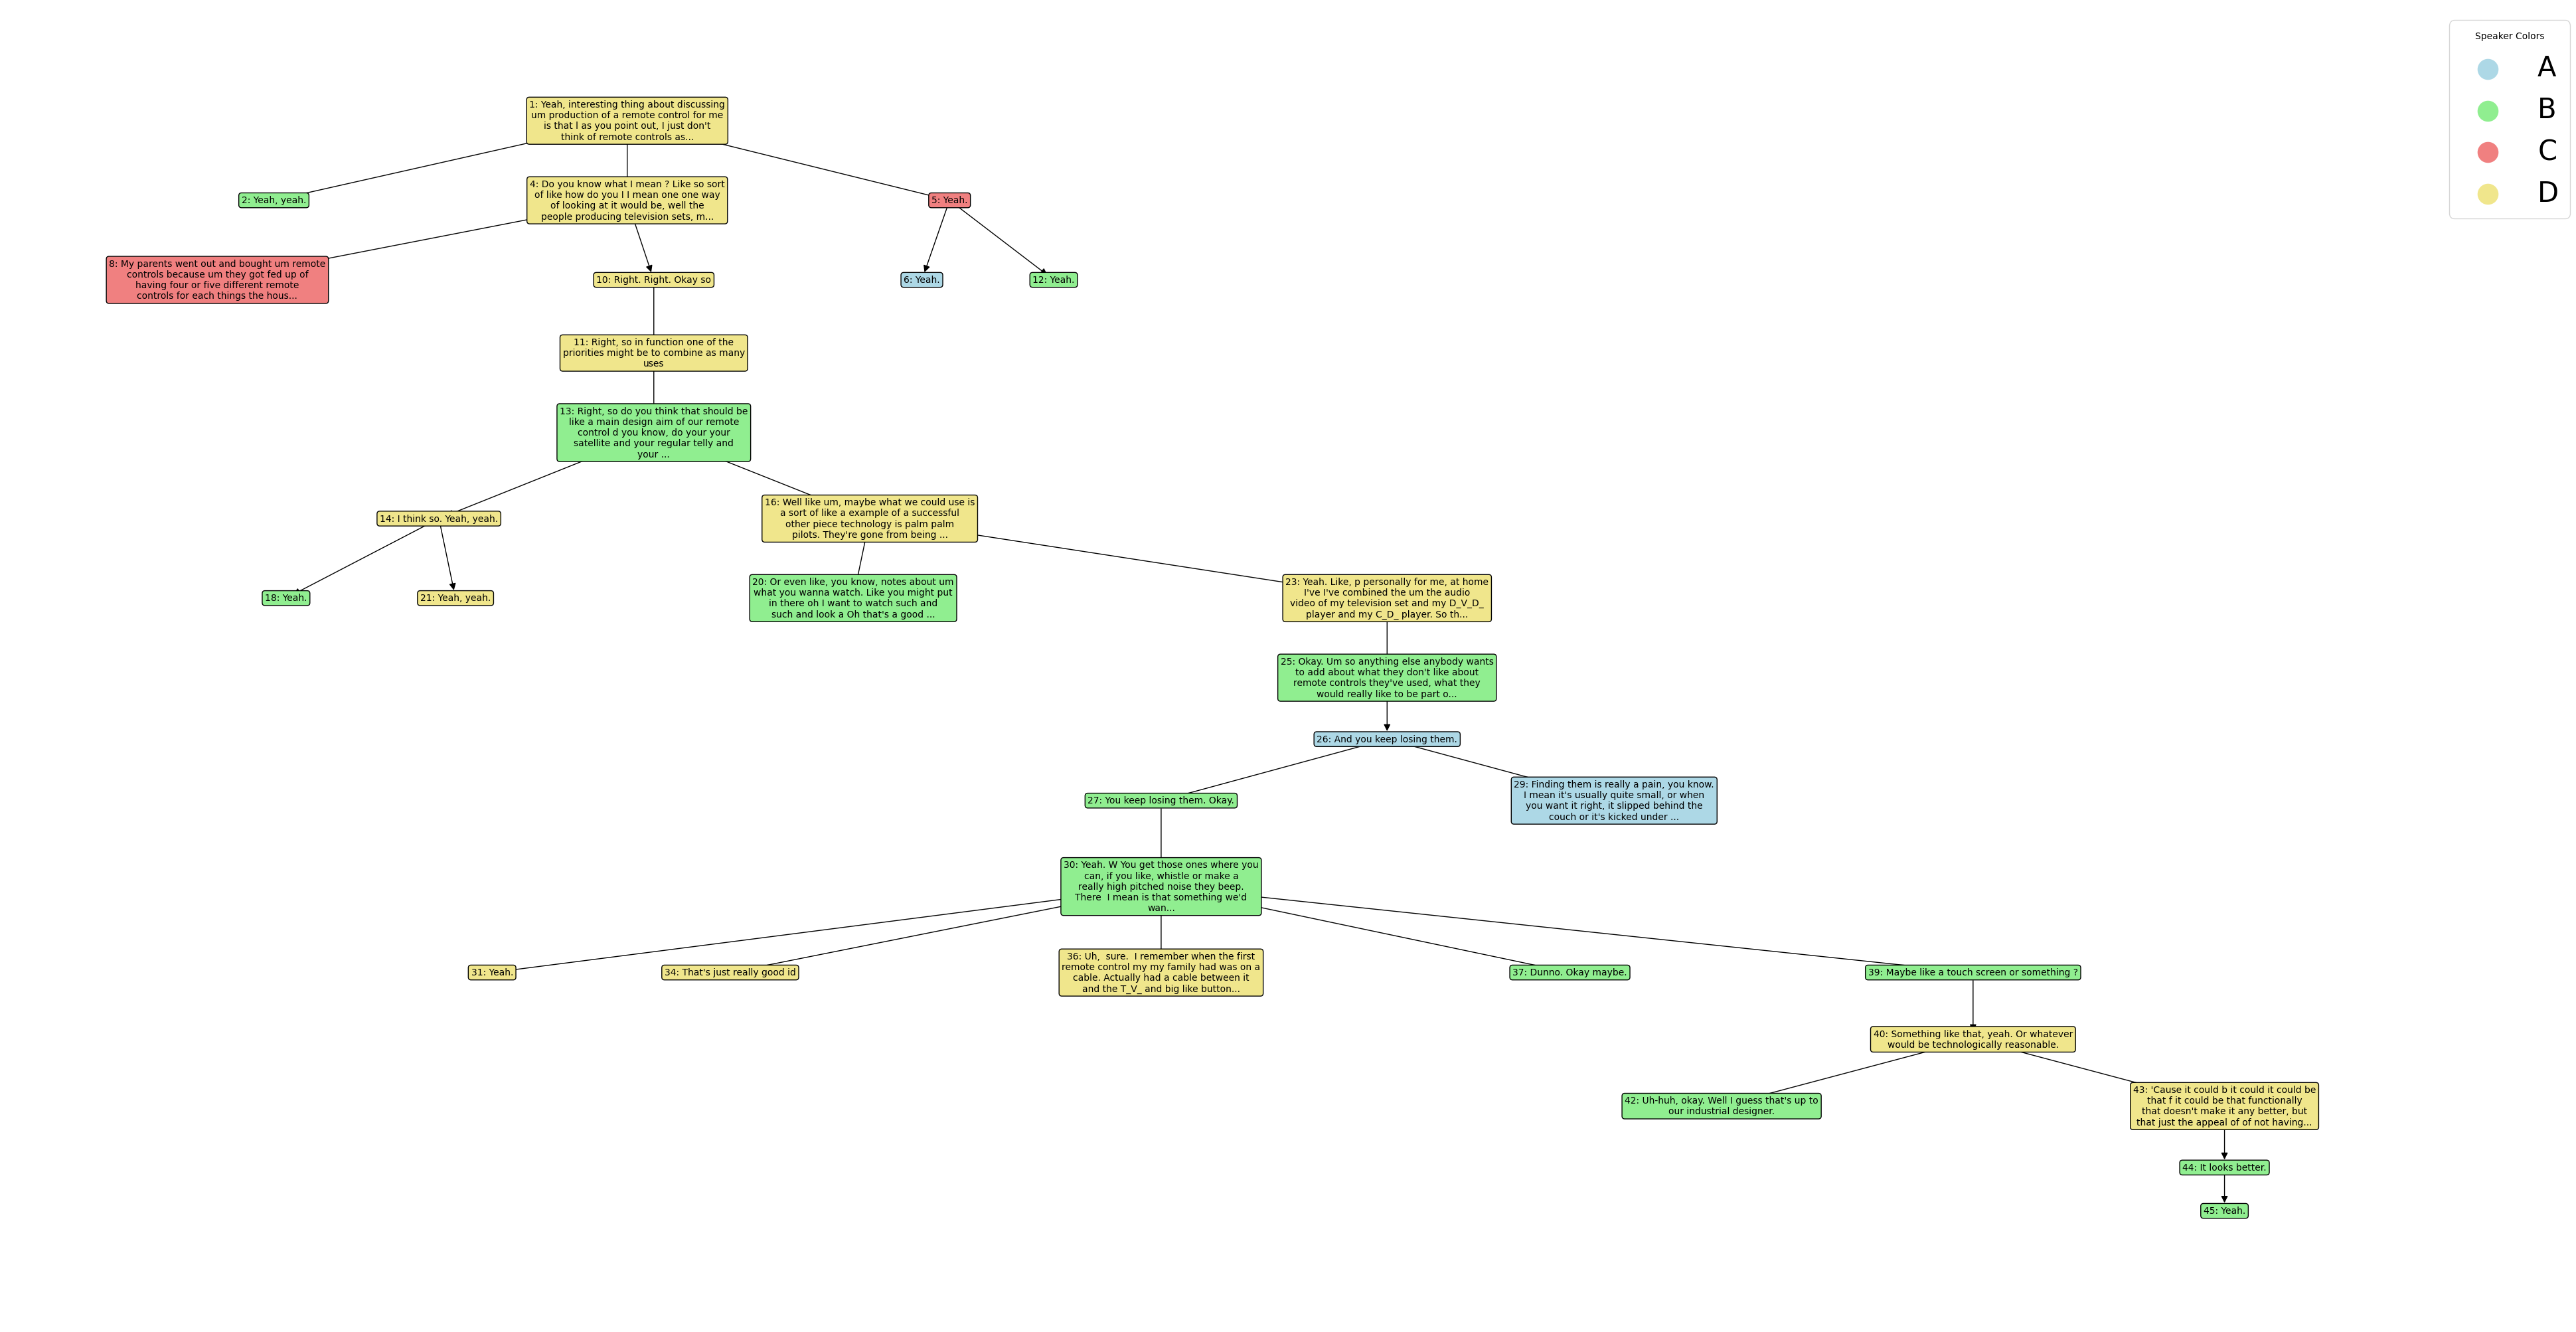 Speaker Colors
A
B
C
D
1: Yeah, interesting thing about discussing
um production of a remote control for me
is that l as you point out, I just don't
think of remote controls as...
2: Yeah, yeah.
4: Do you know what I mean ? Like so sort
of like how do you I I mean one one way
of looking at it would be, well the
people producing television sets, m...
5: Yeah.
8: My parents went out and bought um remote
controls because um they got fed up of
having four or five different remote
controls for each things the hous...
10: Right. Right. Okay so
6: Yeah.
12: Yeah.
11: Right, so in function one of the
priorities might be to combine as many
uses
13: Right, so do you think that should be
like a main design aim of our remote
control d you know, do your your
satellite and your regular telly and
your ...
14: I think so. Yeah, yeah.
16: Well like um, maybe what we could use is
a sort of like a example of a successful
other piece technology is palm palm
pilots. They're gone from being ...
18: Yeah.
21: Yeah, yeah.
20: Or even like, you know, notes about um
what you wanna watch. Like you might put
in there oh I want to watch such and
such and look a Oh that's a good ...
23: Yeah. Like, p personally for me, at home
I've I've combined the um the audio
video of my television set and my D_V_D_
player and my C_D_ player. So th...
25: Okay. Um so anything else anybody wants
to add about what they don't like about
remote controls they've used, what they
would really like to be part o...
26: And you keep losing them.
27: You keep losing them. Okay.
29: Finding them is really a pain, you know.
I mean it's usually quite small, or when
you want it right, it slipped behind the
couch or it's kicked under ...
30: Yeah. W You get those ones where you
can, if you like, whistle or make a
really high pitched noise they beep.
There  I mean is that something we'd
wan...
31: Yeah.
34: That's just really good id
36: Uh,  sure.  I remember when the first
remote control my my family had was on a
cable. Actually had a cable between it
and the T_V_ and big like button...
37: Dunno. Okay maybe.
39: Maybe like a touch screen or something ?
40: Something like that, yeah. Or whatever
would be technologically reasonable.
42: Uh-huh, okay. Well I guess that's up to
our industrial designer.
43: 'Cause it could b it could it could be
that f it could be that functionally
that doesn't make it any better, but
that just the appeal of of not having...
44: It looks better.
45: Yeah.